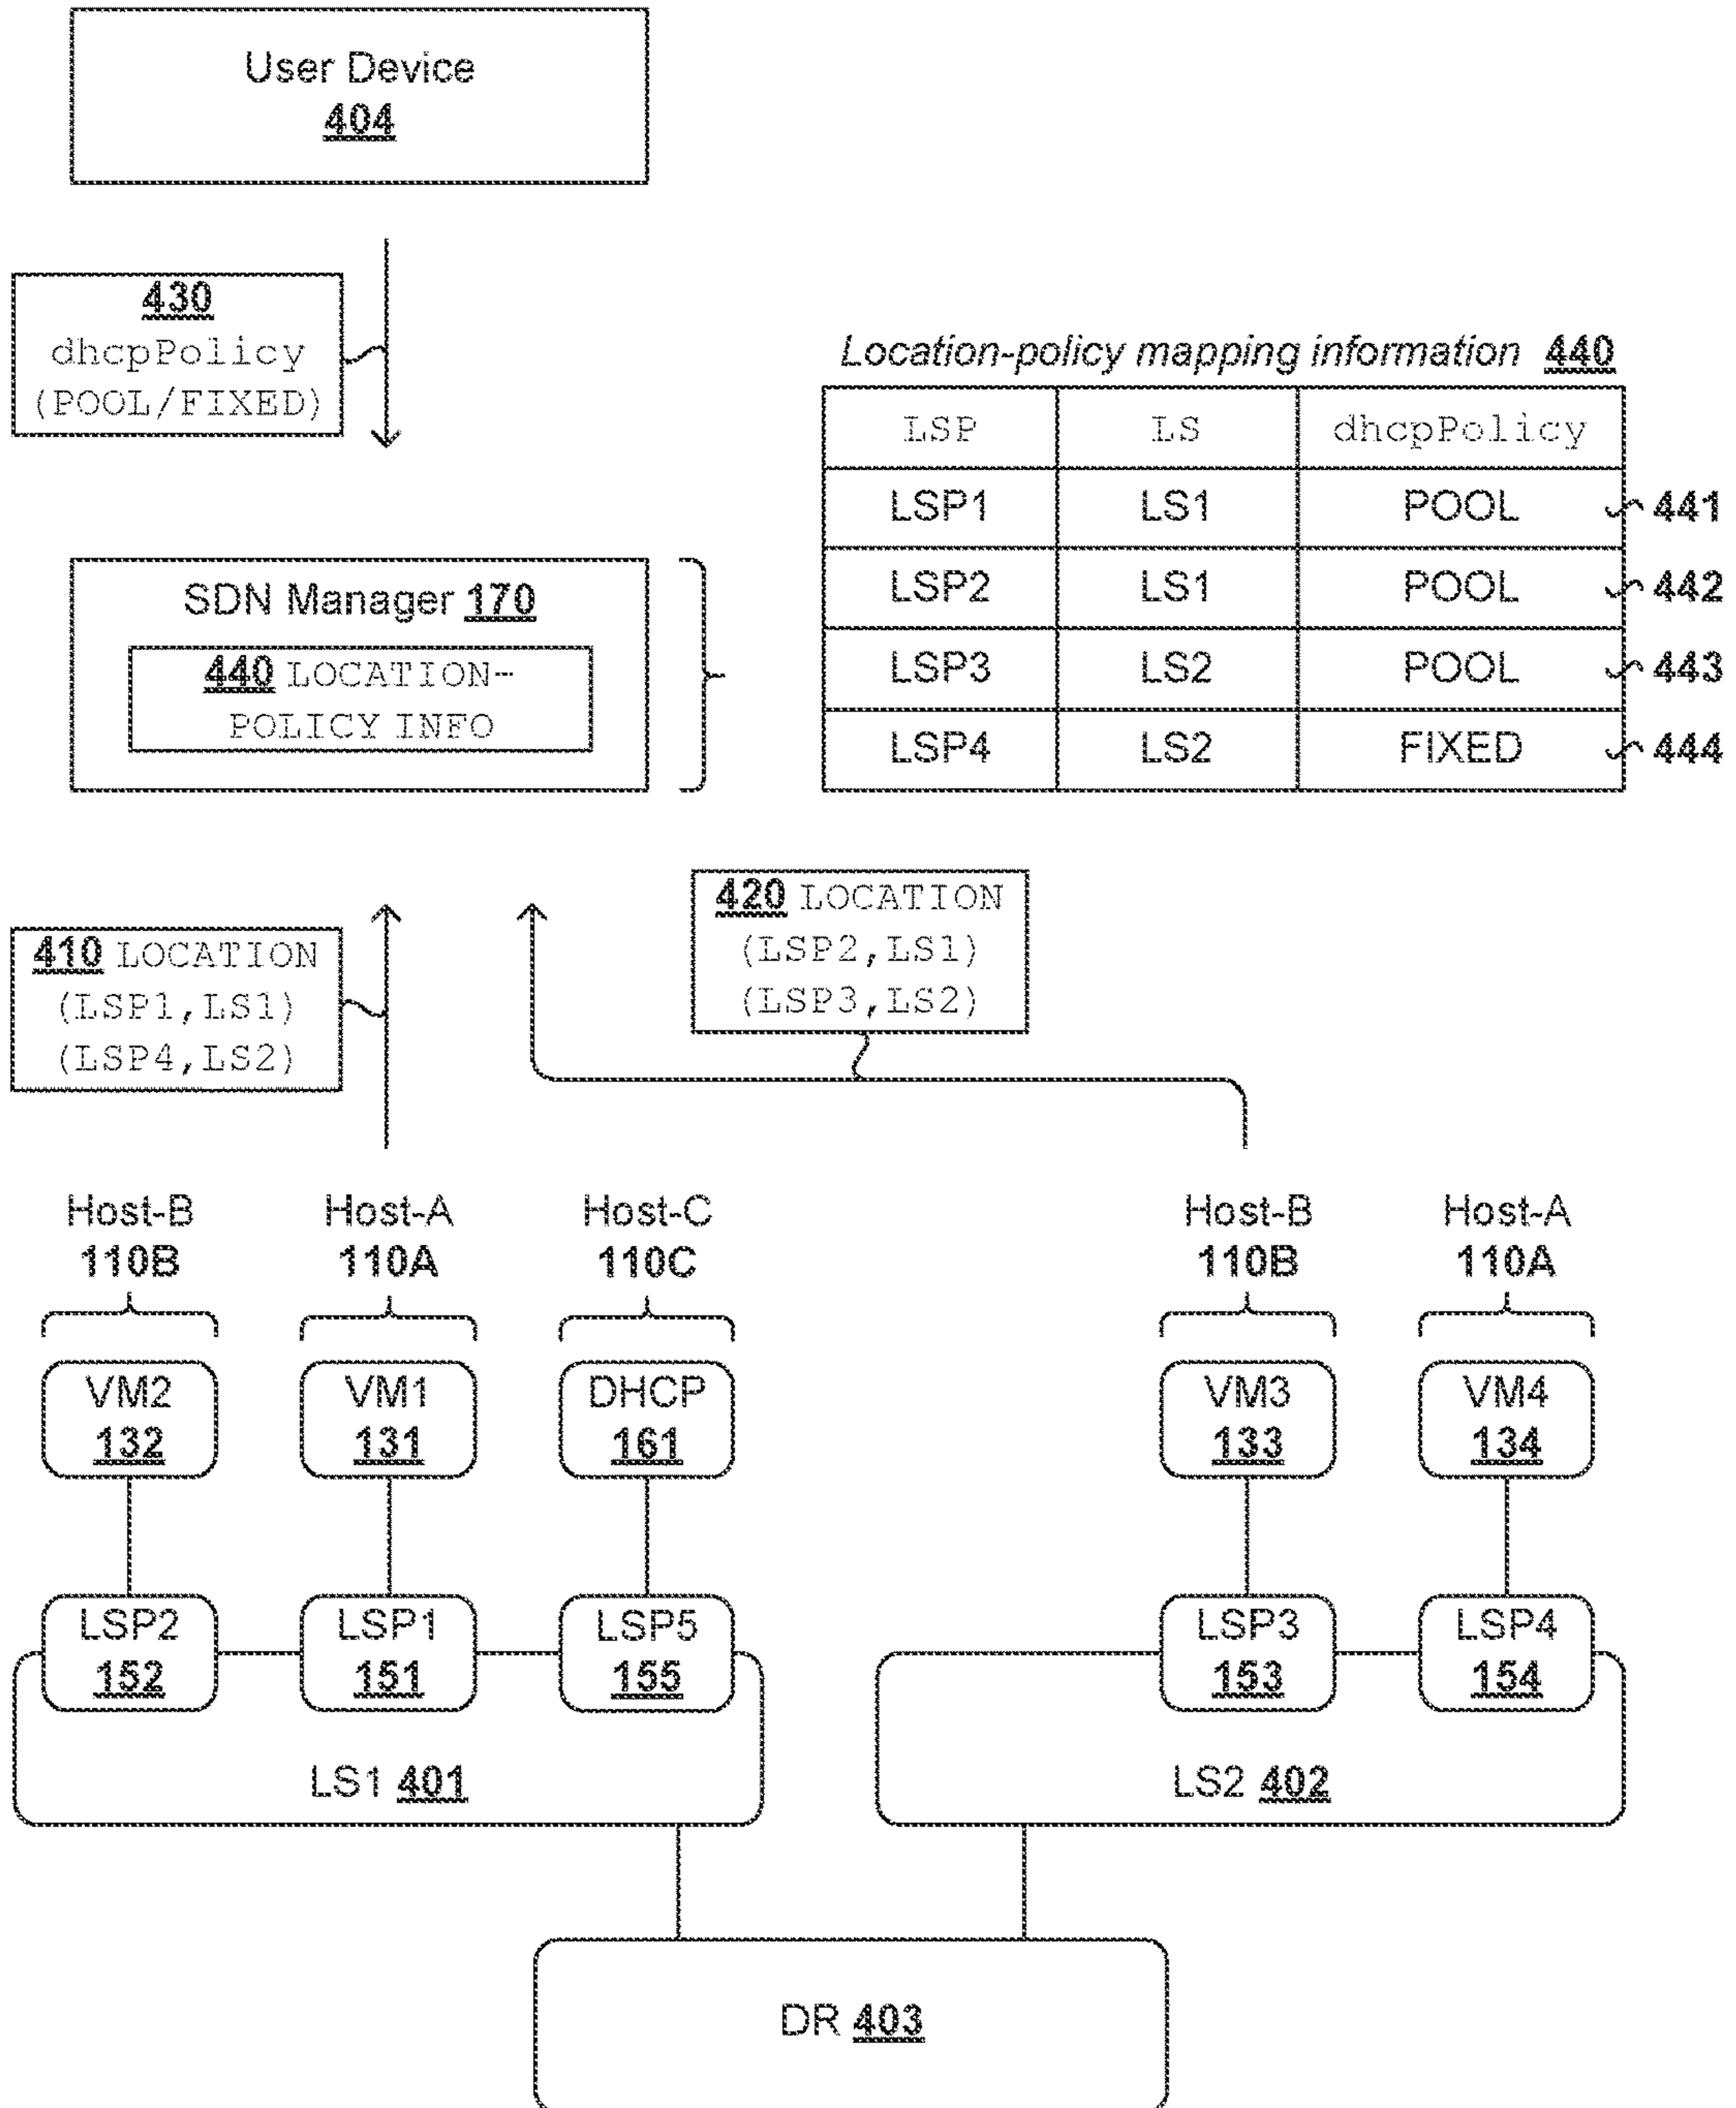 User Device
404
430
dhcpPolicy
(POOL/FIXED)
Location-policy mapping information 440
LSP LS dhcpPolicy
LSP1 LS1 POOL 441
LSP2 LS1 POOL 442
LSP3 LS2 POOL 443
LSP4 LS2 FIXED 444
SDN Manager 170
440 LOCATION-
POLICY INFO
410 LOCATION
(LSP1,LS1)
(LSP4,LS2)
420 LOCATION
(LSP2,LS1)
(LSP3,LS2)
Host-B Host-A Host-C Host-B Host-A
110B 110A 110C 110B 110A
VM2 VM1 DHCP VM3 VM4
132 131 161 133 134
LSP2 LSP1 LSP5 LSP3 LSP4
152 151 155 153 154
LS1 401 LS2 402
DR 403